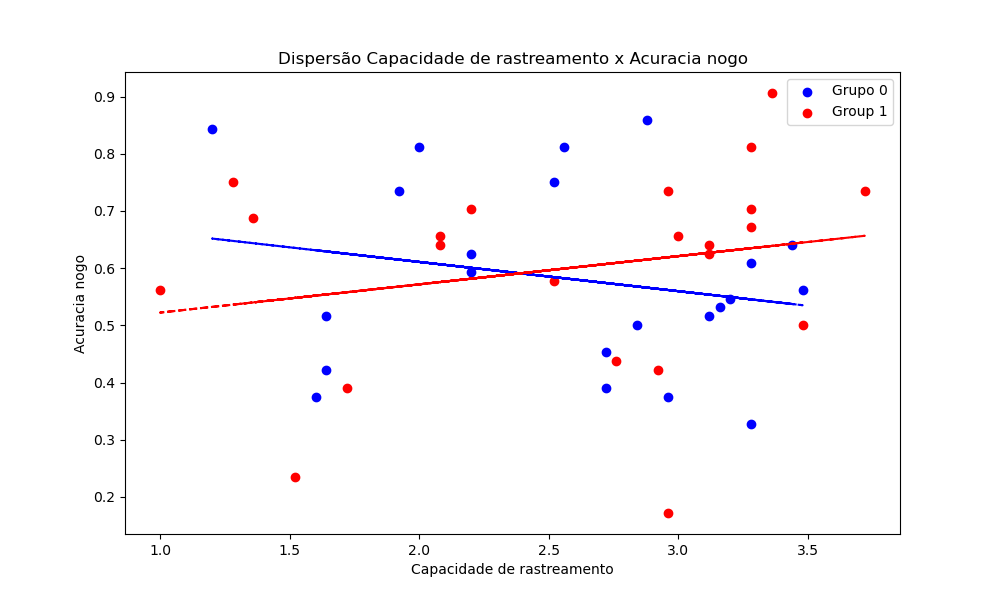 Dispersão Capacidade de rastreamento x Acuracia nogo
Grupo 0
Group 1
Acuracia nogo
0.9
0.8
0.7
0.6
0.5
0.4
0.3
0.2
1.0 1.5 2.0 2.5 3.0 3.5
Capacidade de rastreamento